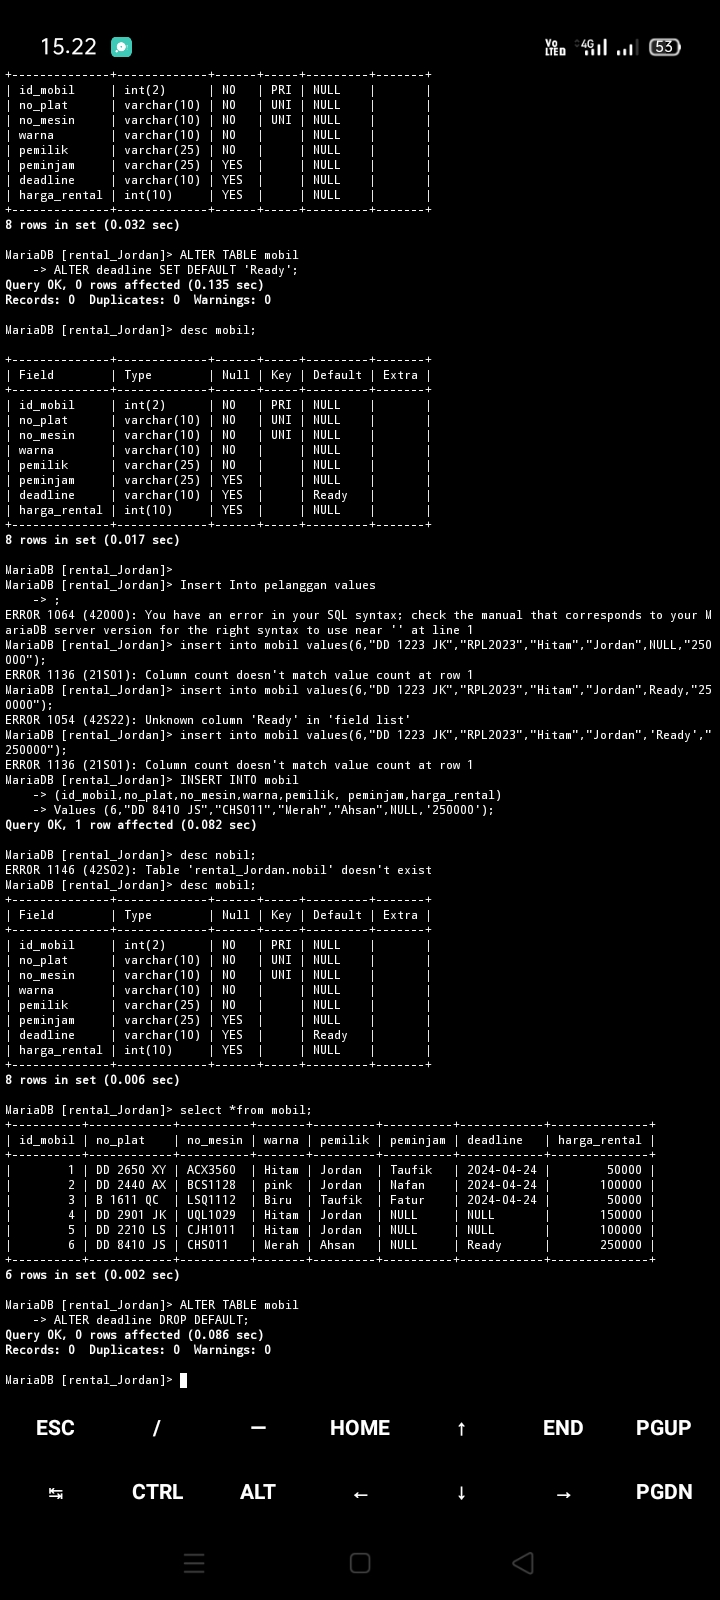 15.22
Vo LTED 4G 53
+--------------+-------------+------+-----+---------+-------+
| id_mobil     | int(2)      | NO   | PRI | NULL    |       |
| no_plat      | varchar(10) | NO   | UNI | NULL    |       |
| no_mesin     | varchar(10) | NO   | UNI | NULL    |       |
| warna        | varchar(10) | NO   |     | NULL    |       |
| pemilik      | varchar(25) | NO   |     | NULL    |       |
| peminjam     | varchar(25) | YES  |     | NULL    |       |
| deadline     | varchar(10) | YES  |     | NULL    |       |
| harga_rental | int(10)     | YES  |     | NULL    |       |
+--------------+-------------+------+-----+---------+-------+
8 rows in set (0.032 sec)
MariaDB [rental_Jordan]> ALTER TABLE mobil
    -> ALTER deadline SET DEFAULT 'Ready';
Query OK, 0 rows affected (0.135 sec)
Records: 0  Duplicates: 0  Warnings: 0
MariaDB [rental_Jordan]> desc mobil;
+--------------+-------------+------+-----+---------+-------+
| Field        | Type        | Null | Key | Default | Extra |
+--------------+-------------+------+-----+---------+-------+
| id_mobil     | int(2)      | NO   | PRI | NULL    |       |
| no_plat      | varchar(10) | NO   | UNI | NULL    |       |
| no_mesin     | varchar(10) | NO   | UNI | NULL    |       |
| warna        | varchar(10) | NO   |     | NULL    |       |
| pemilik      | varchar(25) | NO   |     | NULL    |       |
| peminjam     | varchar(25) | YES  |     | NULL    |       |
| deadline     | varchar(10) | YES  |     | Ready   |       |
| harga_rental | int(10)     | YES  |     | NULL    |       |
+--------------+-------------+------+-----+---------+-------+
8 rows in set (0.017 sec)
MariaDB [rental_Jordan]>
MariaDB [rental_Jordan]> Insert Into pelanggan values
    -> ;
ERROR 1064 (42000): You have an error in your SQL syntax; check the manual that corresponds to your M
ariaDB server version for the right syntax to use near '' at line 1
MariaDB [rental_Jordan]> insert into mobil values(6,"DD 1223 JK","RPL2023","Hitam","Jordan",NULL,"250
000");
ERROR 1136 (21S01): Column count doesn't match value count at row 1
MariaDB [rental_Jordan]> insert into mobil values(6,"DD 1223 JK","RPL2023","Hitam","Jordan",Ready,"25
0000");
ERROR 1054 (42S22): Unknown column 'Ready' in 'field list'
MariaDB [rental_Jordan]> insert into mobil values(6,"DD 1223 JK","RPL2023","Hitam","Jordan",'Ready',"
250000");
ERROR 1136 (21S01): Column count doesn't match value count at row 1
MariaDB [rental_Jordan]> INSERT INTO mobil
    -> (id_mobil,no_plat,no_mesin,warna,pemilik, peminjam,harga_rental)
    -> Values (6,"DD 8410 JS","CHS011","Merah","Ahsan",NULL,'250000');
Query OK, 1 row affected (0.082 sec)
MariaDB [rental_Jordan]> desc nobil;
ERROR 1146 (42S02): Table 'rental_Jordan.nobil' doesn't exist
MariaDB [rental_Jordan]> desc mobil;
+--------------+-------------+------+-----+---------+-------+
| Field        | Type        | Null | Key | Default | Extra |
+--------------+-------------+------+-----+---------+-------+
| id_mobil     | int(2)      | NO   | PRI | NULL    |       |
| no_plat      | varchar(10) | NO   | UNI | NULL    |       |
| no_mesin     | varchar(10) | NO   | UNI | NULL    |       |
| warna        | varchar(10) | NO   |     | NULL    |       |
| pemilik      | varchar(25) | NO   |     | NULL    |       |
| peminjam     | varchar(25) | YES  |     | NULL    |       |
| deadline     | varchar(10) | YES  |     | Ready   |       |
| harga_rental | int(10)     | YES  |     | NULL    |       |
+--------------+-------------+------+-----+---------+-------+
8 rows in set (0.006 sec)
MariaDB [rental_Jordan]> select *from mobil;
+----------+------------+----------+-------+---------+----------+------------+--------------+
| id_mobil | no_plat    | no_mesin | warna | pemilik | peminjam | deadline   | harga_rental |
+----------+------------+----------+-------+---------+----------+------------+--------------+
|        1 | DD 2650 XY | ACX3560  | Hitam | Jordan  | Taufik   | 2024-04-24 |        50000 |
|        2 | DD 2440 AX | BCS1128  | pink  | Jordan  | Nafan    | 2024-04-24 |       100000 |
|        3 | B 1611 QC  | LSQ1112  | Biru  | Taufik  | Fatur    | 2024-04-24 |        50000 |
|        4 | DD 2901 JK | UQL1029  | Hitam | Jordan  | NULL     | NULL       |       150000 |
|        5 | DD 2210 LS | CJH1011  | Hitam | Jordan  | NULL     | NULL       |       100000 |
|        6 | DD 8410 JS | CHS011   | Merah | Ahsan   | NULL     | Ready      |       250000 |
+----------+------------+----------+-------+---------+----------+------------+--------------+
6 rows in set (0.002 sec)
MariaDB [rental_Jordan]> ALTER TABLE mobil
    -> ALTER deadline DROP DEFAULT;
Query OK, 0 rows affected (0.086 sec)
Records: 0  Duplicates: 0  Warnings: 0
MariaDB [rental_Jordan]>
ESC / — HOME ↑ END PGUP
↹ CTRL ALT ← ↓ → PGDN